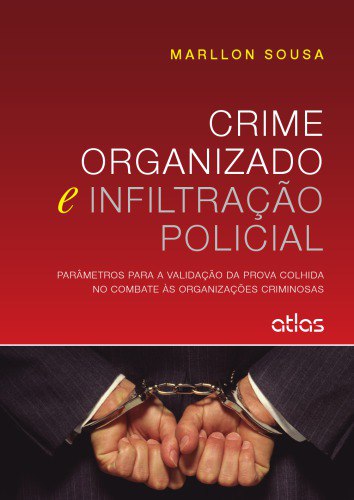 MARLLON SOUSA
CRIME
ORGANIZADO
e INFILTRAÇÃO
POLICIAL
PARÂMETROS PARA A VALIDAÇÃO DA PROVA COLHIDA
NO COMBATE ÀS ORGANIZAÇÕES CRIMINOSAS
atlas